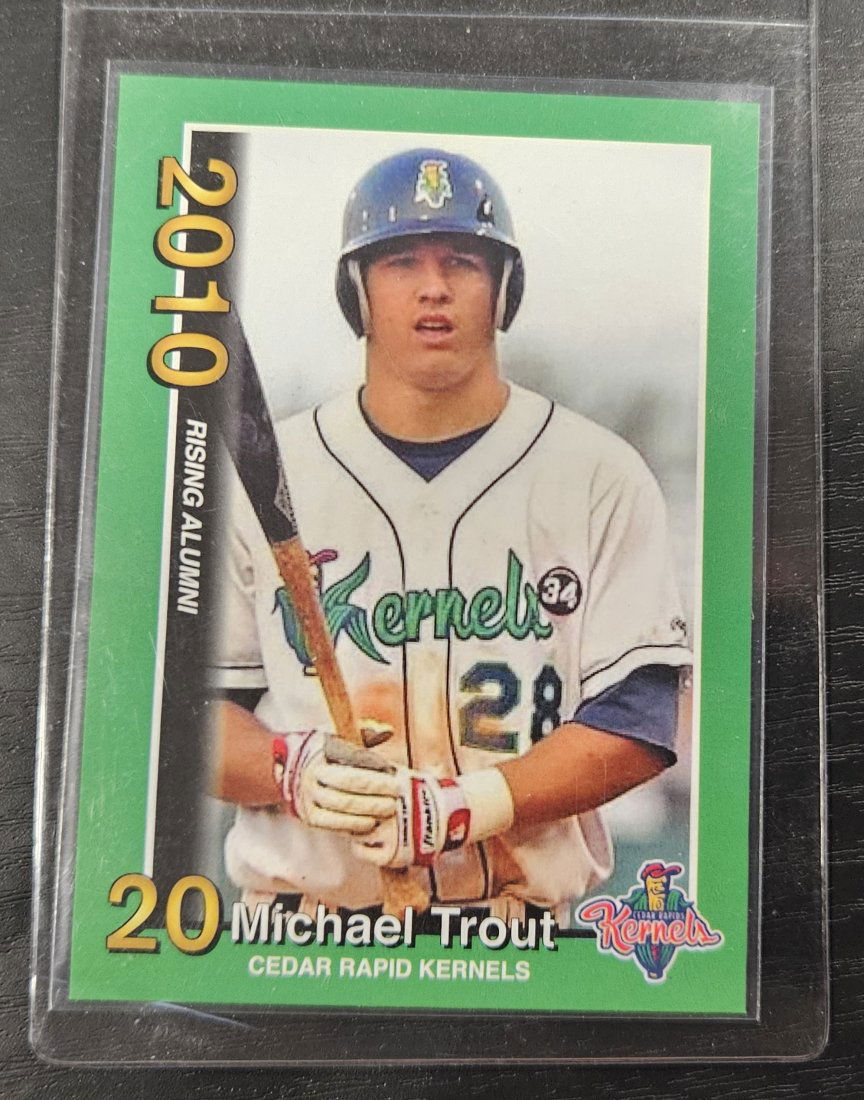 2010
RISING ALUMNI
Kernels
34
28
20
Michael Trout
CEDAR RAPID KERNELS
CEDAR RAPIDS
Kernels